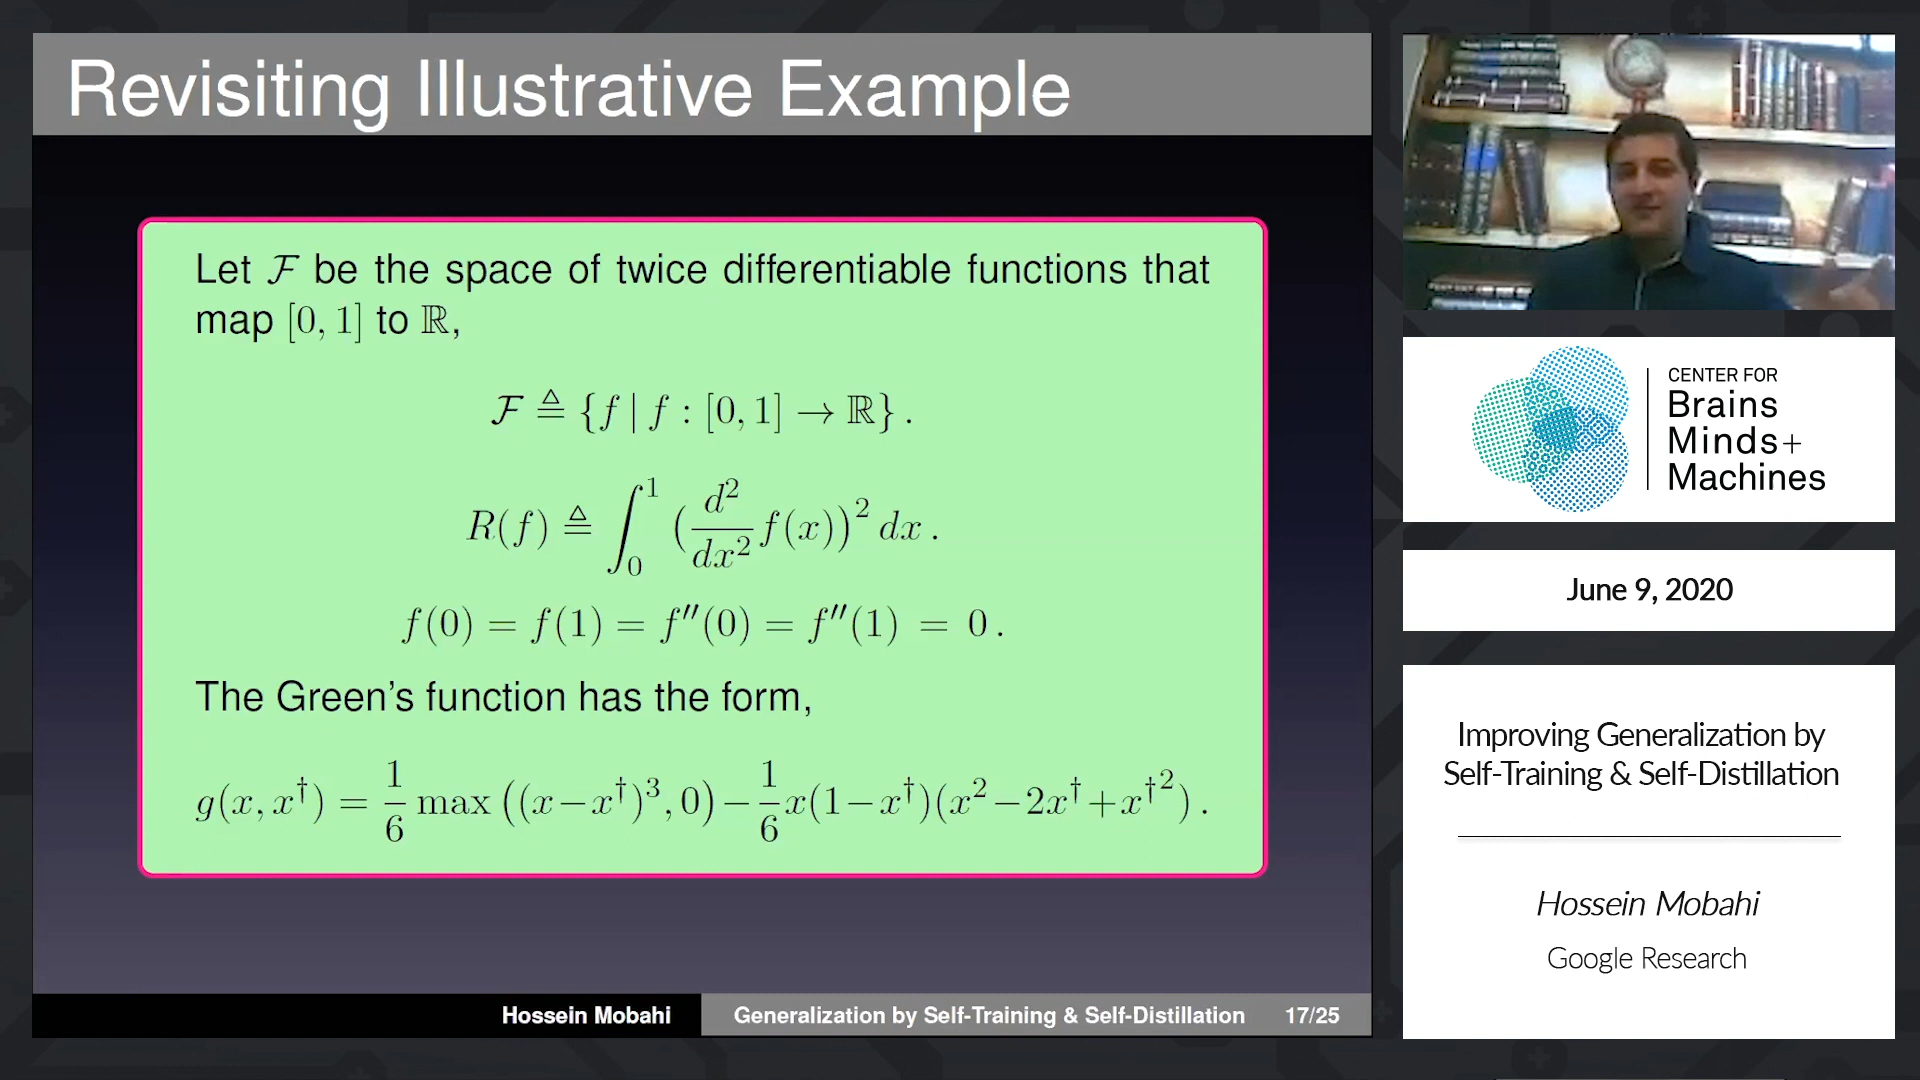 Revisiting Illustrative Example
Let ℱ be the space of twice differentiable functions that
map [0, 1] to ℝ,
ℱ ≜ {f | f : [0, 1] → ℝ} .
R(f) ≜ ∫₀¹ (d²/dx² f(x))² dx .
f(0) = f(1) = f″(0) = f″(1) = 0 .
The Green’s function has the form,
g(x, x†) = 1/6 max ((x−x†)³, 0) − 1/6 x(1−x†)(x²−2x†+x†²) .
Hossein Mobahi
Generalization by Self-Training & Self-Distillation 17/25
CENTER FOR
Brains
Minds+
Machines
June 9, 2020
Improving Generalization by
Self-Training & Self-Distillation
Hossein Mobahi
Google Research